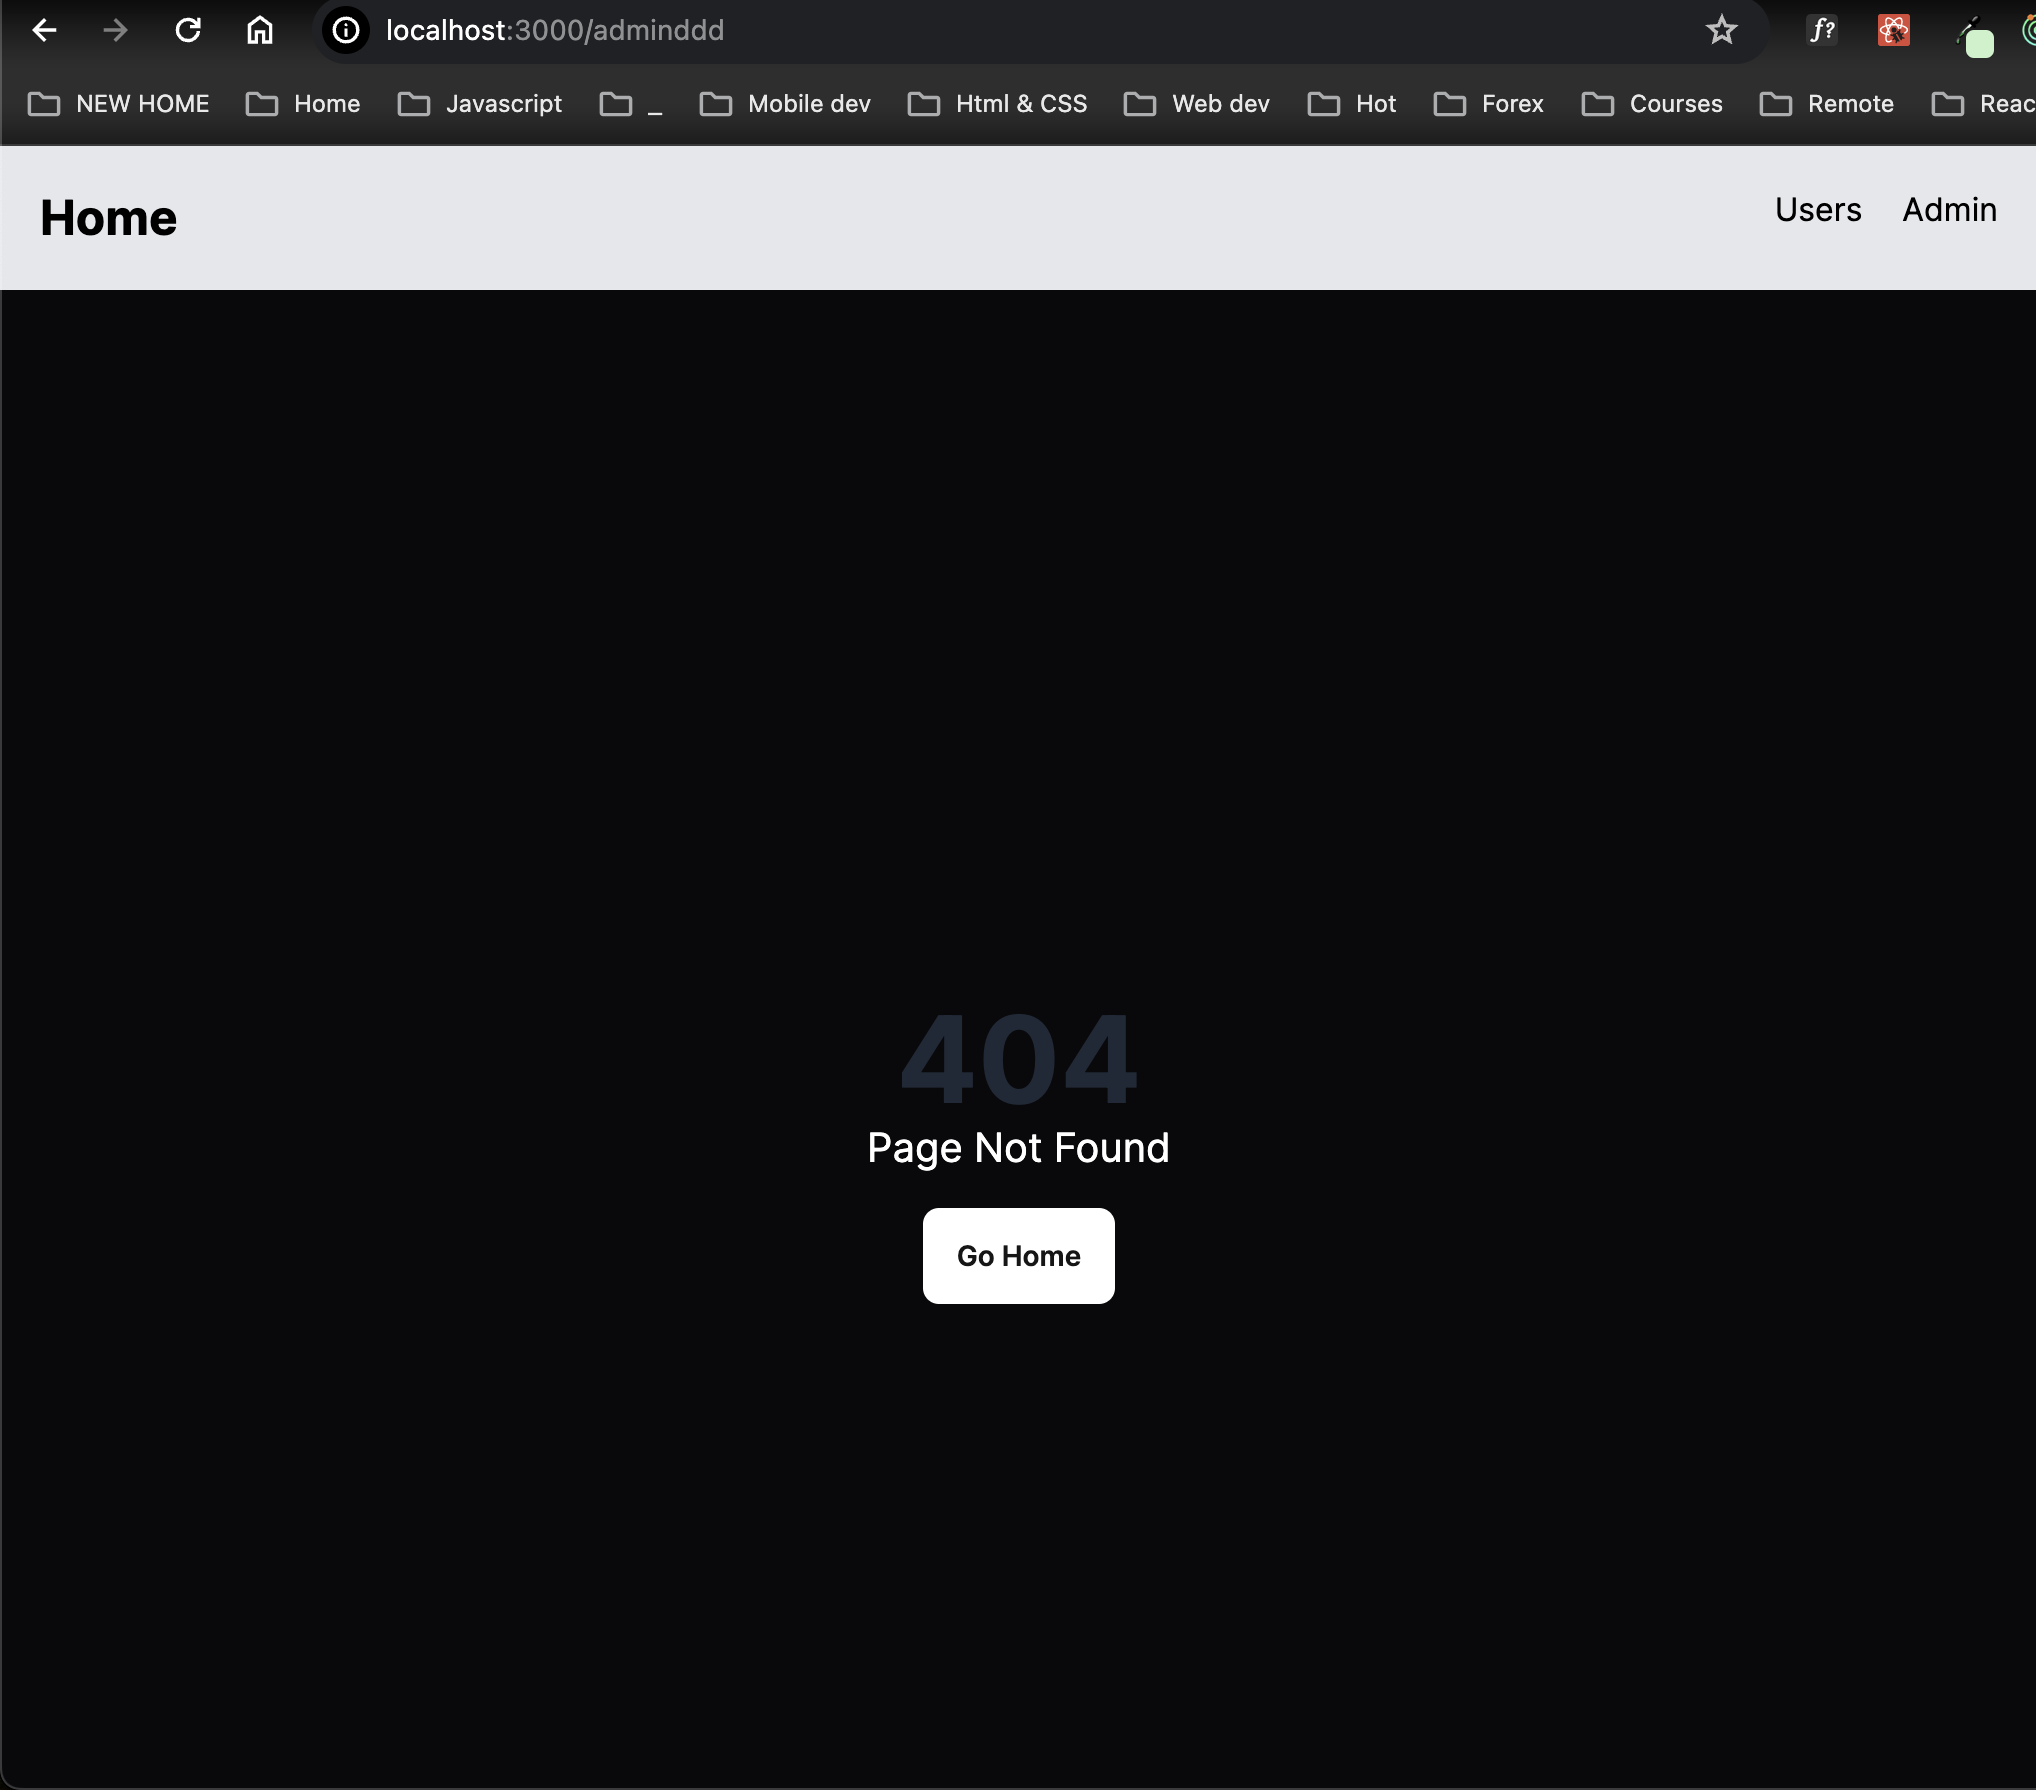 localhost:3000/adminddd
f?
NEW HOME Home Javascript _ Mobile dev Html & CSS Web dev Hot Forex Courses Remote Reac
Home Users Admin
404
Page Not Found
Go Home